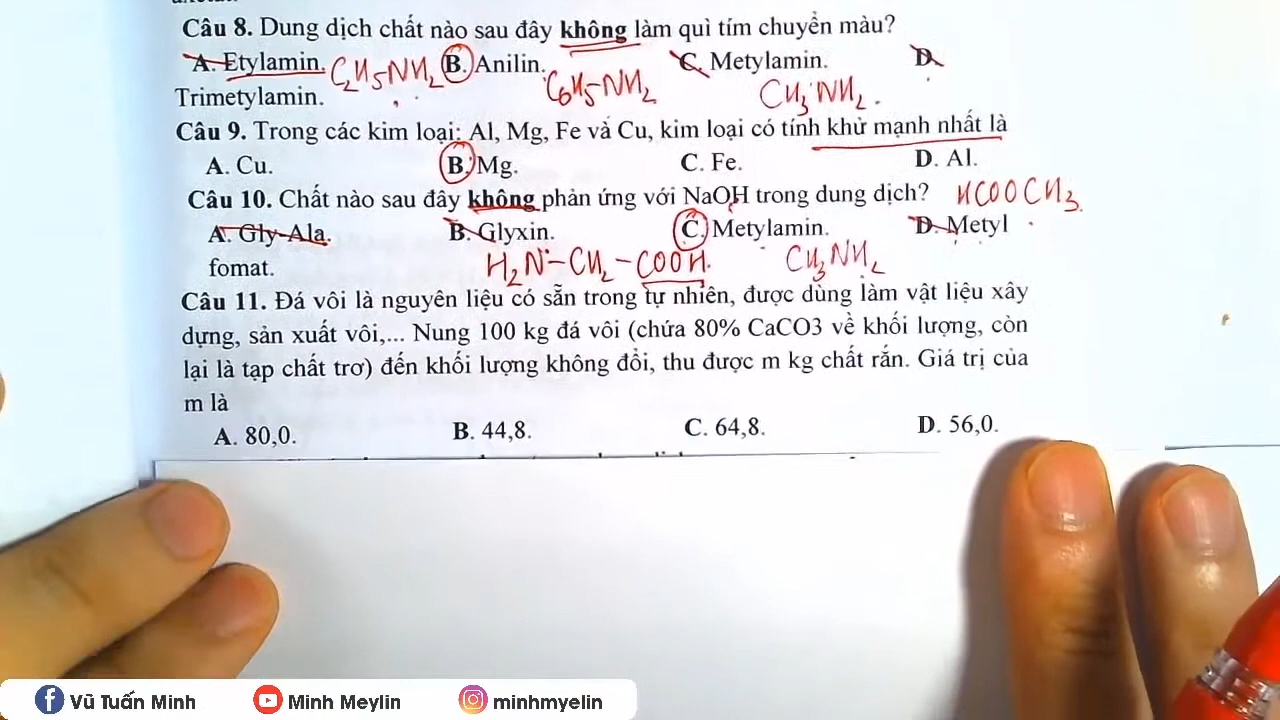 Câu 8. Dung dịch chất nào sau đây không làm quì tím chuyển màu?
A. Etylamin. C2H5NH2 B. Anilin. C6H5NH2 C. Metylamin. CH3NH2. D.
Trimetylamin.
Câu 9. Trong các kim loại: Al, Mg, Fe và Cu, kim loại có tính khử mạnh nhất là
A. Cu. B. Mg. C. Fe. D. Al.
Câu 10. Chất nào sau đây không phản ứng với NaOH trong dung dịch? HCOOCH3.
A. Gly-Ala. B. Glyxin. C. Metylamin. D. Metyl
fomat. H2N-CH2-COOH. CH3NH2
Câu 11. Đá vôi là nguyên liệu có sẵn trong tự nhiên, được dùng làm vật liệu xây
dựng, sản xuất vôi,... Nung 100 kg đá vôi (chứa 80% CaCO3 về khối lượng, còn
lại là tạp chất trơ) đến khối lượng không đổi, thu được m kg chất rắn. Giá trị của
m là
A. 80,0. B. 44,8. C. 64,8. D. 56,0.
Vũ Tuấn Minh Minh Meylin minhmyelin